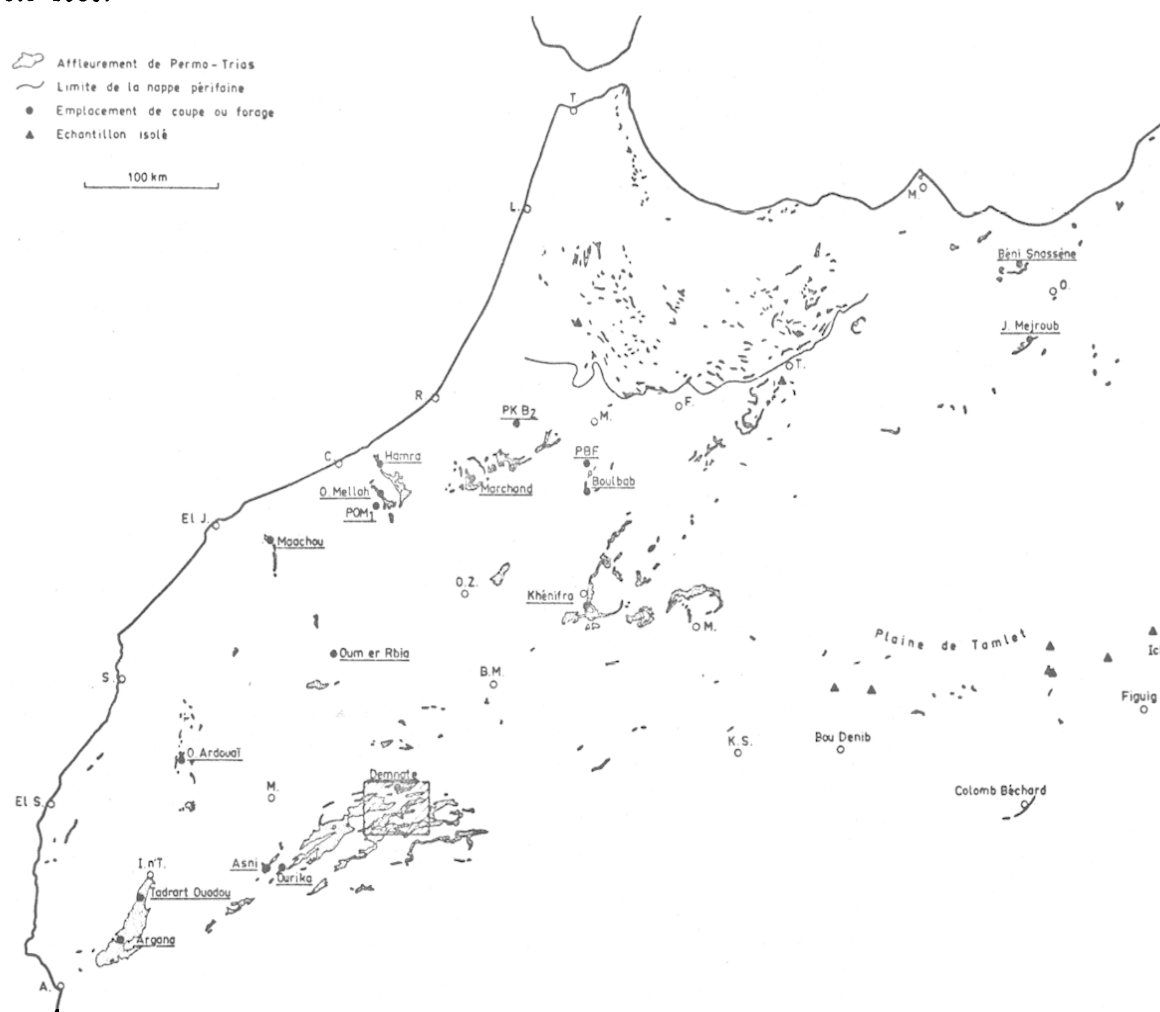 Affleurement de Permo-Trias
Limite de la nappe périfaine
Emplacement de coupe ou forage
Echantillon isolé
100 km
T.
L.
M.
Béni Snassène
O.
J. Mejroub
T.
R.
F.
PK B2
M.
C.
Hamra
PBF
Marchand
Boulbab
O. Mellah
POM1
El J.
Maachou
O.Z.
Khénifra
M.
Plaine de Tamlet
Oum er Rbia
S.
B.M.
Figuig
K.S.
Bou Denib
O. Ardouaï
Demnate
M.
El S.
Colomb Béchard
I.n'T.
Asni
Ourika
Tadrart Ouadou
Argana
A.